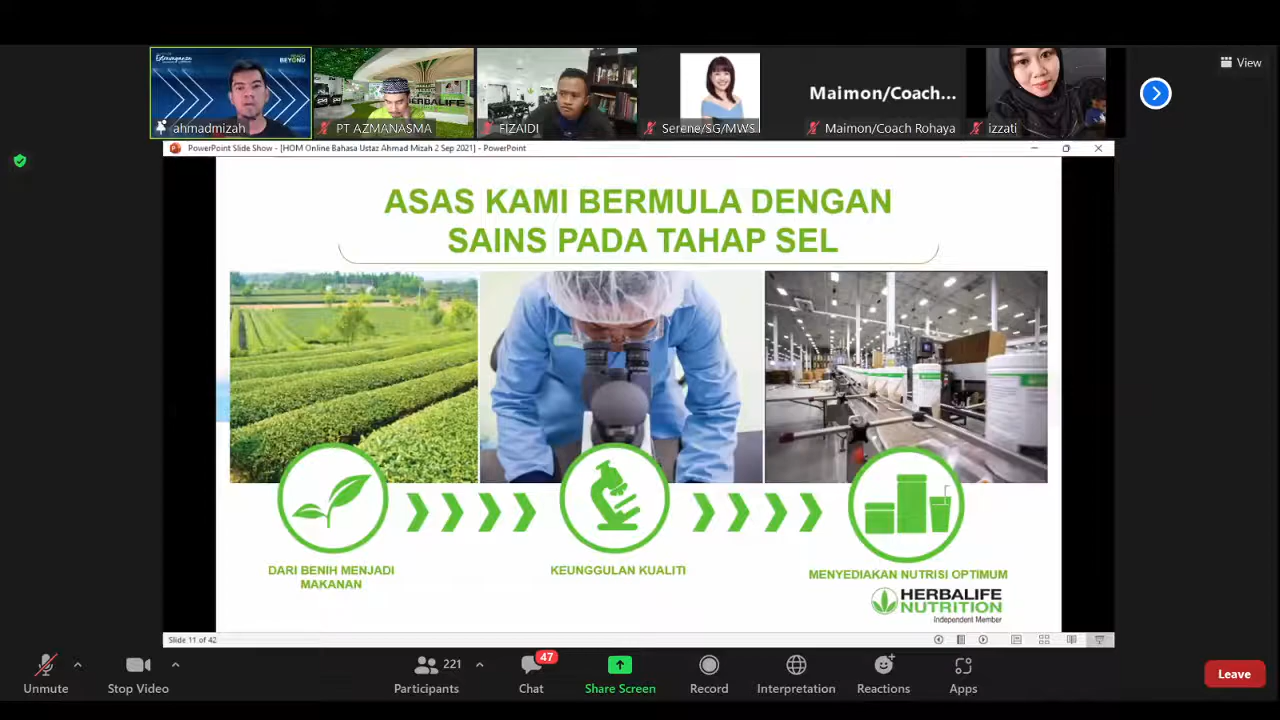 BEYOND
ahmadmizah
PT AZMANASMA
HERBALIFE
FIZAIDI
Serene/SG/MWS
Maimon/Coach...
Maimon/Coach Rohaya
izzati
View
PowerPoint Slide Show - [HOM Online Bahasa Ustaz Ahmad Mizah 2 Sep 2021] - PowerPoint
ASAS KAMI BERMULA DENGAN
SAINS PADA TAHAP SEL
DARI BENIH MENJADI
MAKANAN
KEUNGGULAN KUALITI
MENYEDIAKAN NUTRISI OPTIMUM
HERBALIFE
NUTRITION
Independent Member
Slide 11 of 42
Unmute
Stop Video
221
Participants
47
Chat
Share Screen
Record
Interpretation
Reactions
Apps
Leave